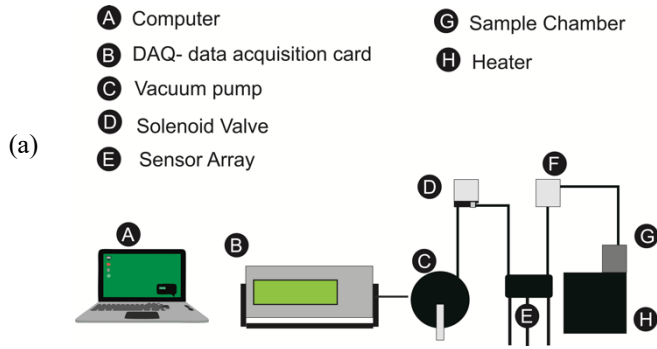 A Computer
B DAQ- data acquisition card
C Vacuum pump
D Solenoid Valve
E Sensor Array
G Sample Chamber
H Heater
(a)
A
B
C
D
E
F
G
H